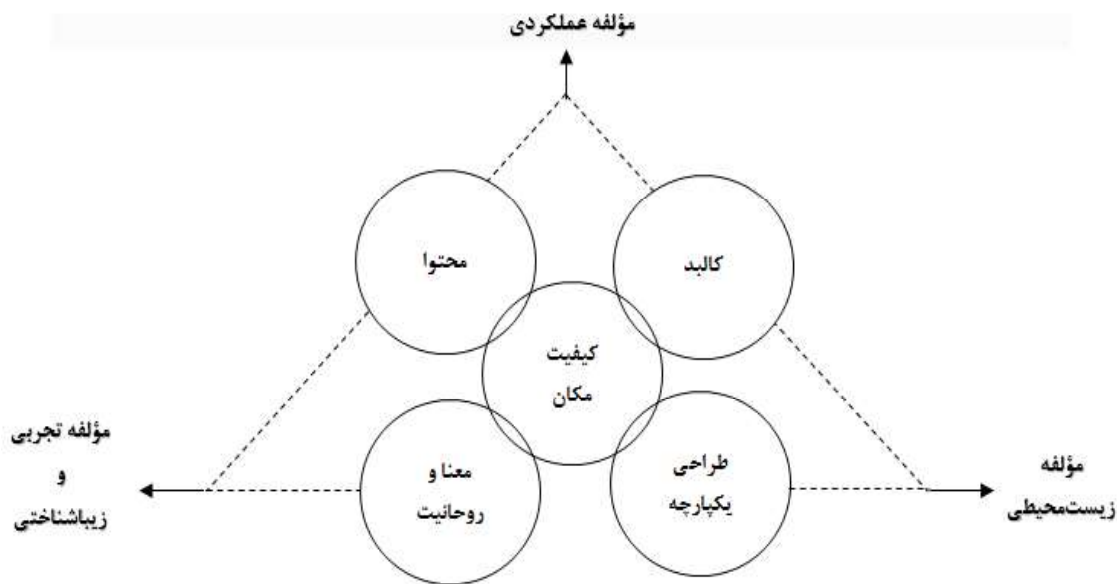 مؤلفه عملکردی
کالبد
محتوا
کیفیت
مکان
طراحی
یکپارچه
معنا و
روحانیت
مؤلفه
زیست‌محیطی
مؤلفه تجربی
و
زیباشناختی